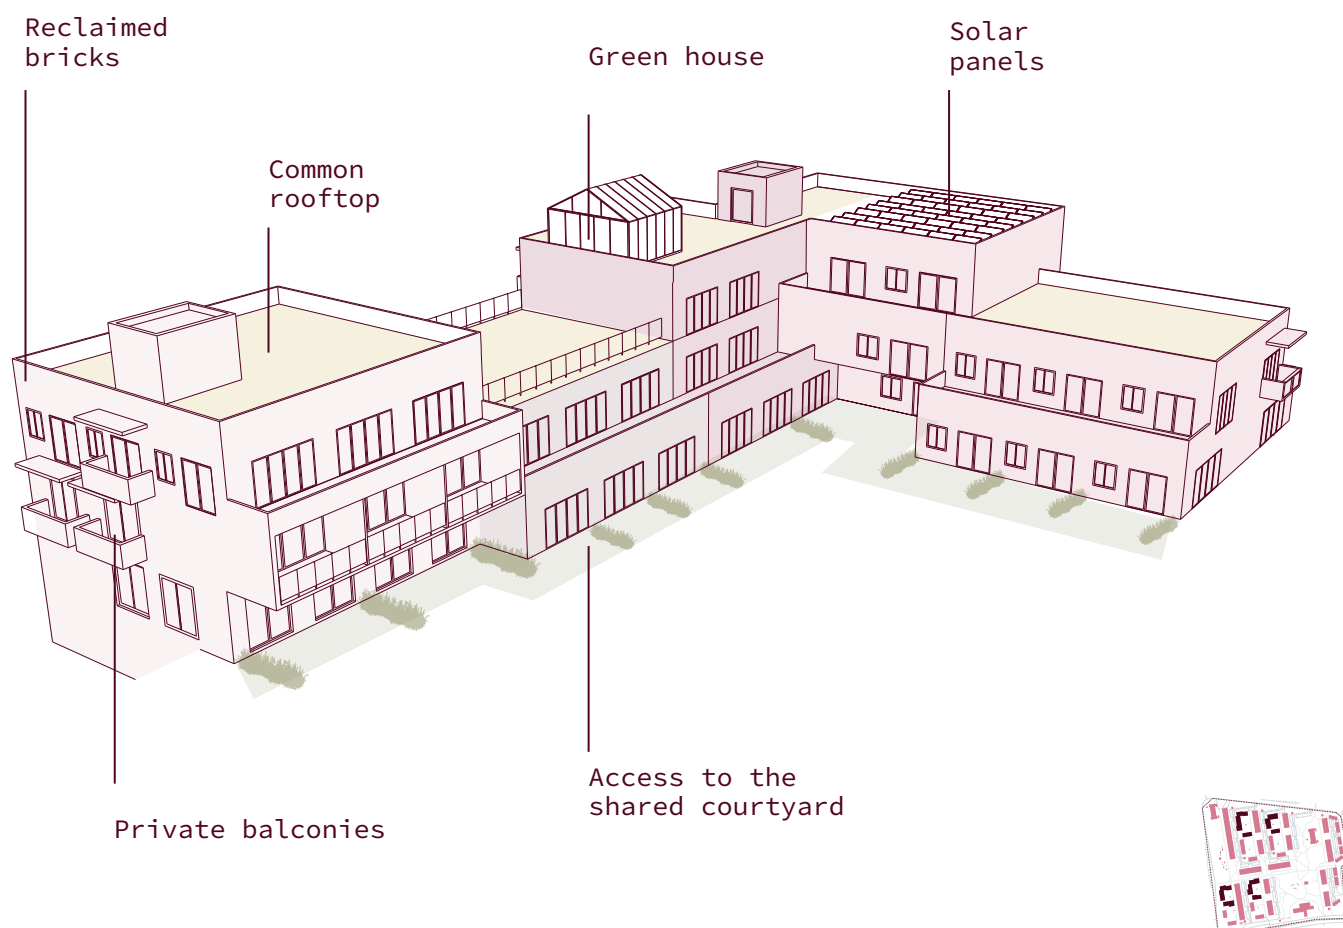 Reclaimed
bricks
Common
rooftop
Green house
Solar
panels
Private balconies
Access to the
shared courtyard